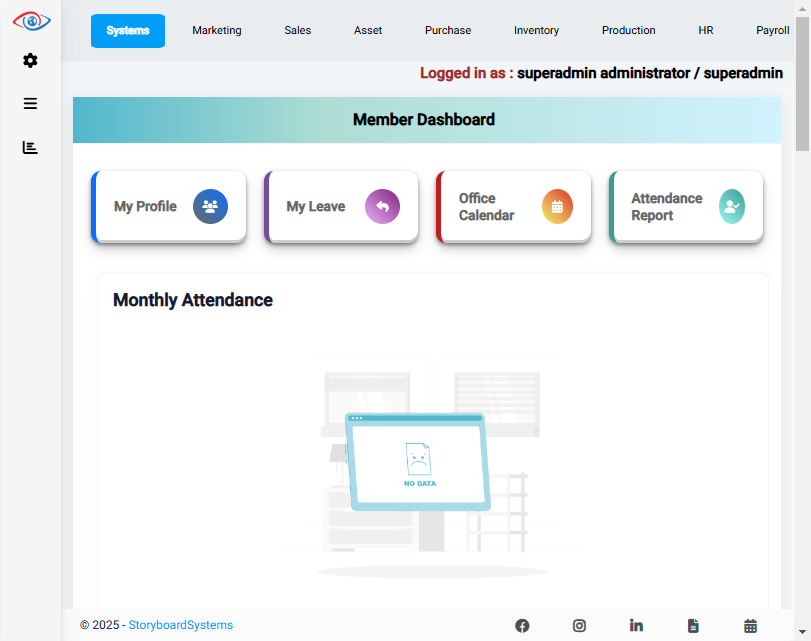 Systems Marketing Sales Asset Purchase Inventory Production HR Payroll
Logged in as : superadmin administrator / superadmin
Member Dashboard
My Profile
My Leave
Office
Calendar
Attendance
Report
Monthly Attendance
NO DATA
© 2025 - StoryboardSystems